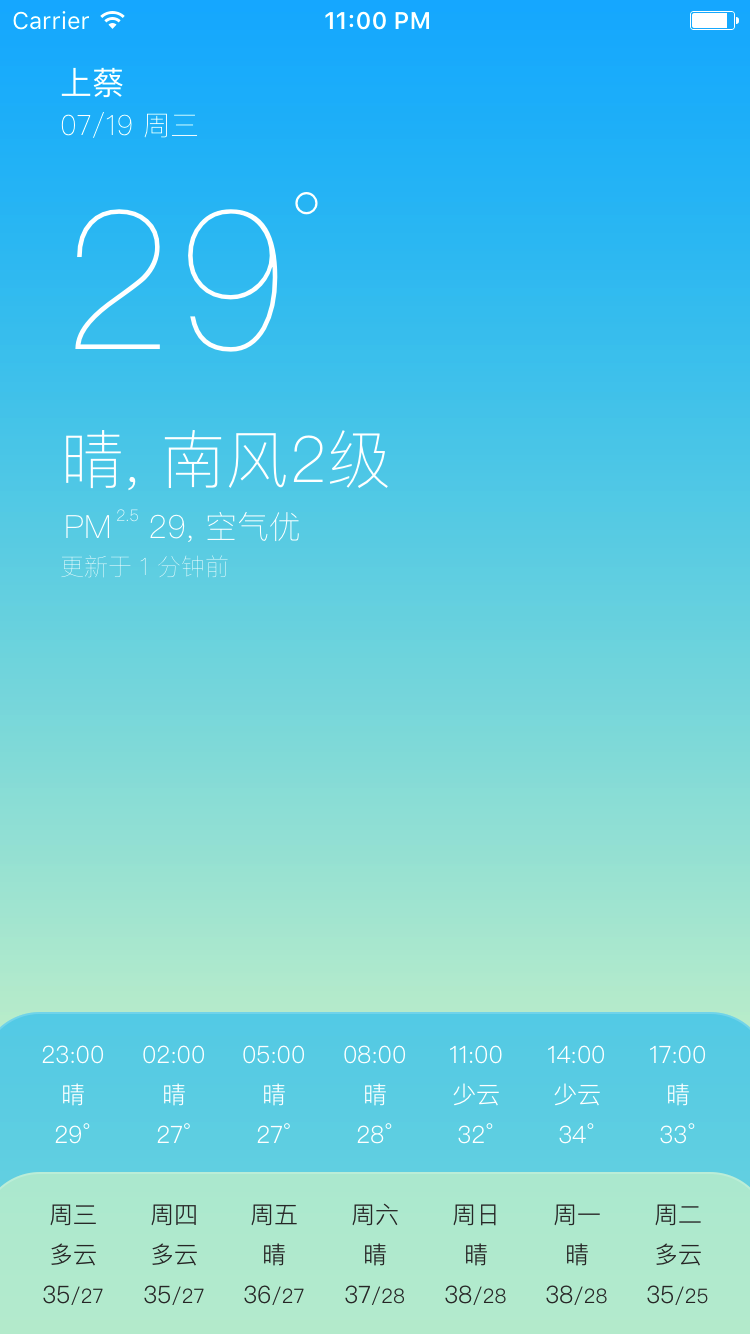 Carrier 11:00 PM
上蔡
07/19 周三
29°
晴, 南风2级
PM2.5 29, 空气优
更新于 1 分钟前
23:00 02:00 05:00 08:00 11:00 14:00 17:00
晴 晴 晴 晴 少云 少云 晴
29° 27° 27° 28° 32° 34° 33°
周三 周四 周五 周六 周日 周一 周二
多云 多云 晴 晴 晴 晴 多云
35/27 35/27 36/27 37/28 38/28 38/28 35/25